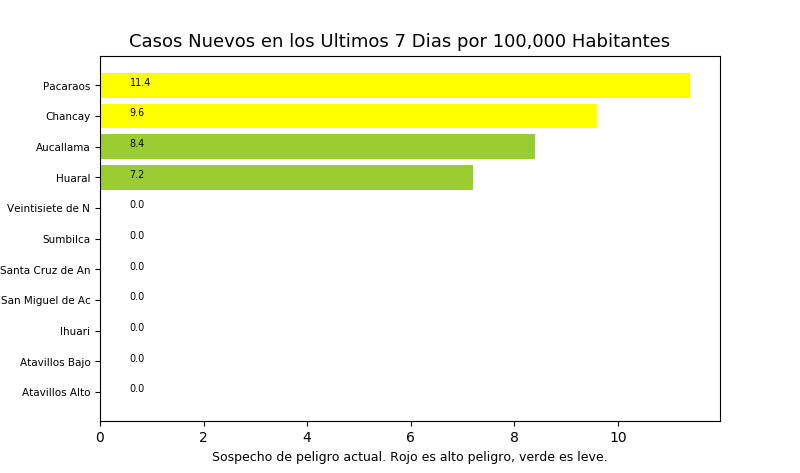 Casos Nuevos en los Ultimos 7 Dias por 100,000 Habitantes
Pacaraos 11.4
Chancay 9.6
Aucallama 8.4
Huaral 7.2
Veintisiete de N 0.0
Sumbilca 0.0
Santa Cruz de An 0.0
San Miguel de Ac 0.0
Ihuari 0.0
Atavillos Bajo 0.0
Atavillos Alto 0.0
0 2 4 6 8 10
Sospecho de peligro actual. Rojo es alto peligro, verde es leve.